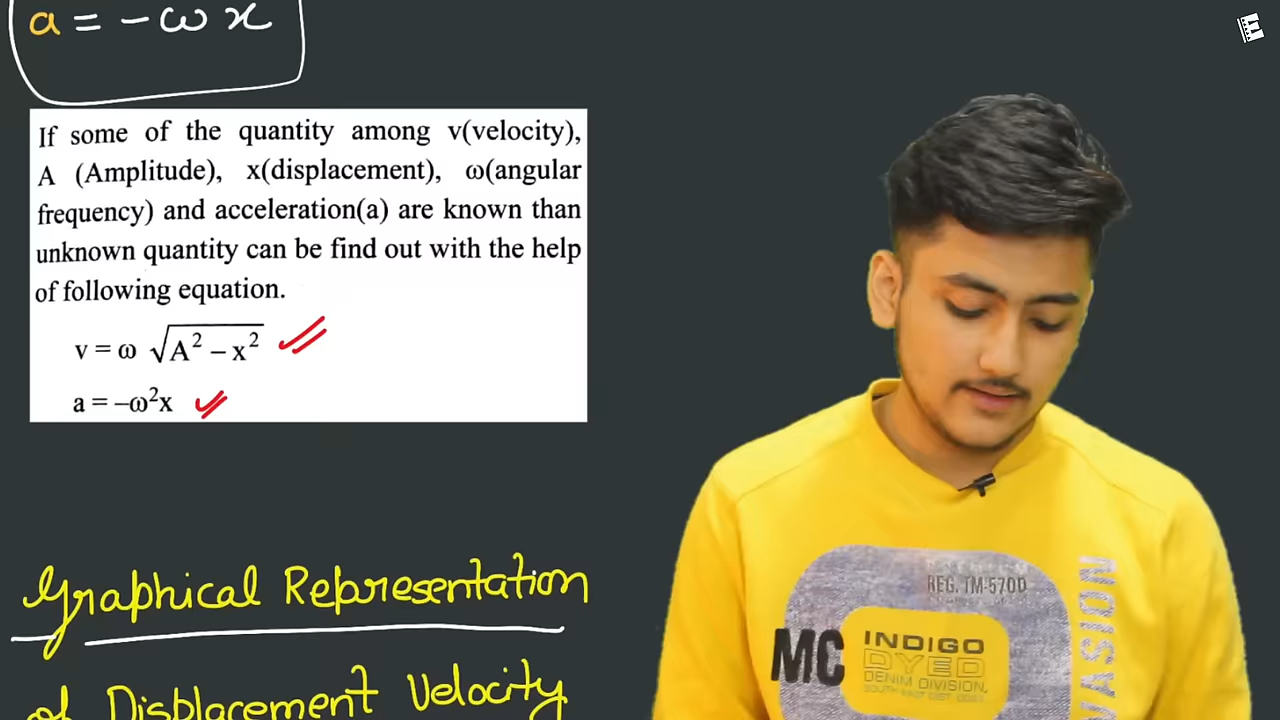 a = - ω x
If some of the quantity among v(velocity),
A (Amplitude), x(displacement), ω(angular
frequency) and acceleration(a) are known than
unknown quantity can be find out with the help
of following equation.
v = ω √A² – x²
a = –ω²x
Graphical Representation
of Displacement Velocity
REG. TM-570D
MC
INDIGO
DYED
DENIM DIVISION,
VASION
E